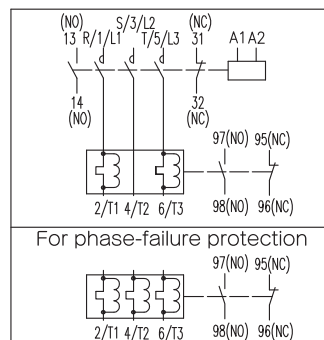 (NO) S/3/L2 (NC)
13 R/1/L1 T/5/L3 31 A1 A2
14 32
(NO) (NC)
97(NO) 95(NC)
2/T1 4/T2 6/T3 98(NO) 96(NC)
For phase-failure protection
97(NO) 95(NC)
2/T1 4/T2 6/T3 98(NO) 96(NC)